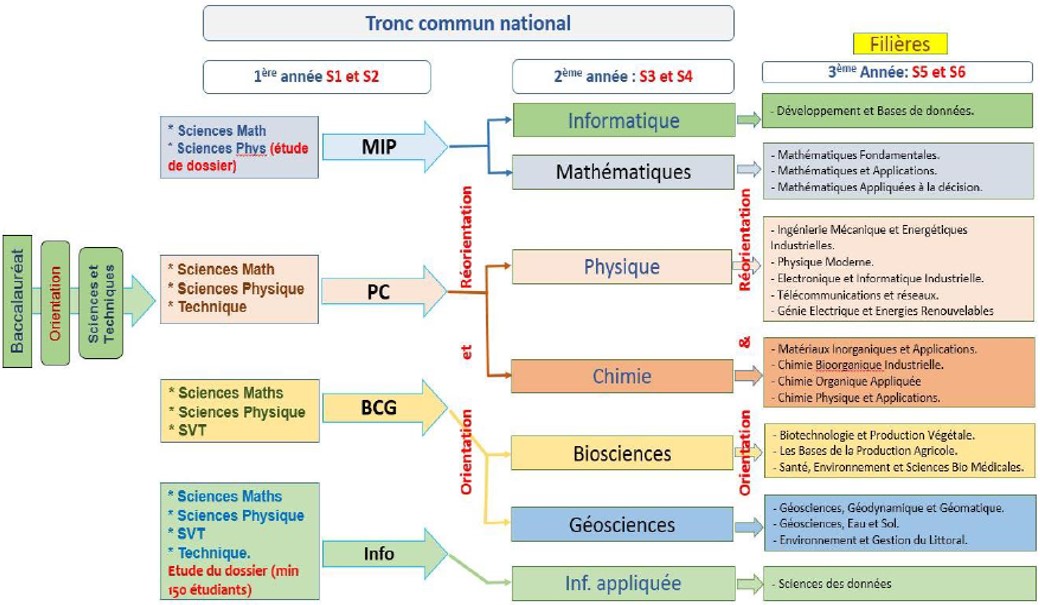 Tronc commun national
Filières
1ère année S1 et S2
2ème année : S3 et S4
3ème Année: S5 et S6
Baccalauréat
Orientation
Sciences et
Techniques
* Sciences Math
* Sciences Phys (étude
de dossier)
MIP
Informatique
- Développement et Bases de données.
Mathématiques
- Mathématiques Fondamentales.
- Mathématiques et Applications.
- Mathématiques Appliquées à la décision.
* Sciences Math
* Sciences Physique
* Technique
PC
Orientation et Réorientation
Physique
Orientation & Réorientation
- Ingénierie Mécanique et Energétiques
Industrielles.
- Physique Moderne.
- Electronique et Informatique Industrielle.
- Télécommunications et réseaux.
- Génie Electrique et Energies Renouvelables
Chimie
- Matériaux Inorganiques et Applications.
- Chimie Bioorganique Industrielle.
- Chimie Organique Appliquée
- Chimie Physique et Applications.
* Sciences Maths
* Sciences Physique
* SVT
BCG
Biosciences
- Biotechnologie et Production Végétale.
- Les Bases de la Production Agricole.
- Santé, Environnement et Sciences Bio Médicales.
Géosciences
- Géosciences, Géodynamique et Géomatique.
- Géosciences, Eau et Sol.
- Environnement et Gestion du Littoral.
* Sciences Maths
* Sciences Physique
* SVT
* Technique.
Etude du dossier (min
150 étudiants)
Info
Inf. appliquée
- Sciences des données